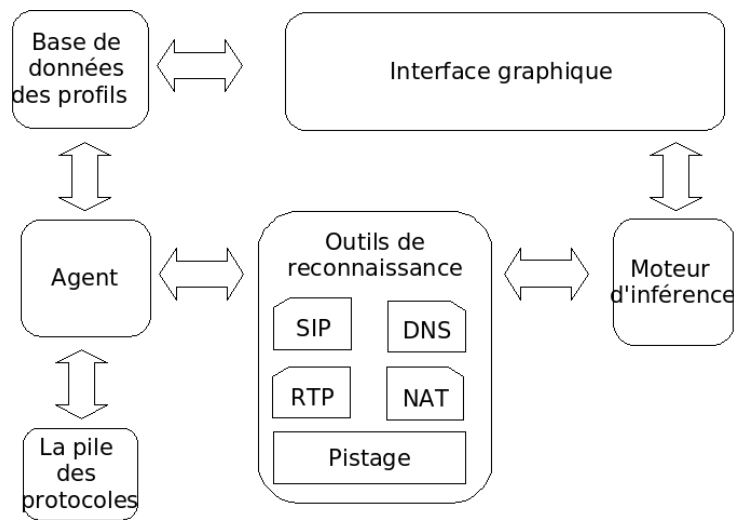 Base de
données
des profils
Interface graphique
Agent
Outils de
reconnaissance
SIP
DNS
RTP
NAT
Pistage
Moteur
d'inférence
La pile
des
protocoles